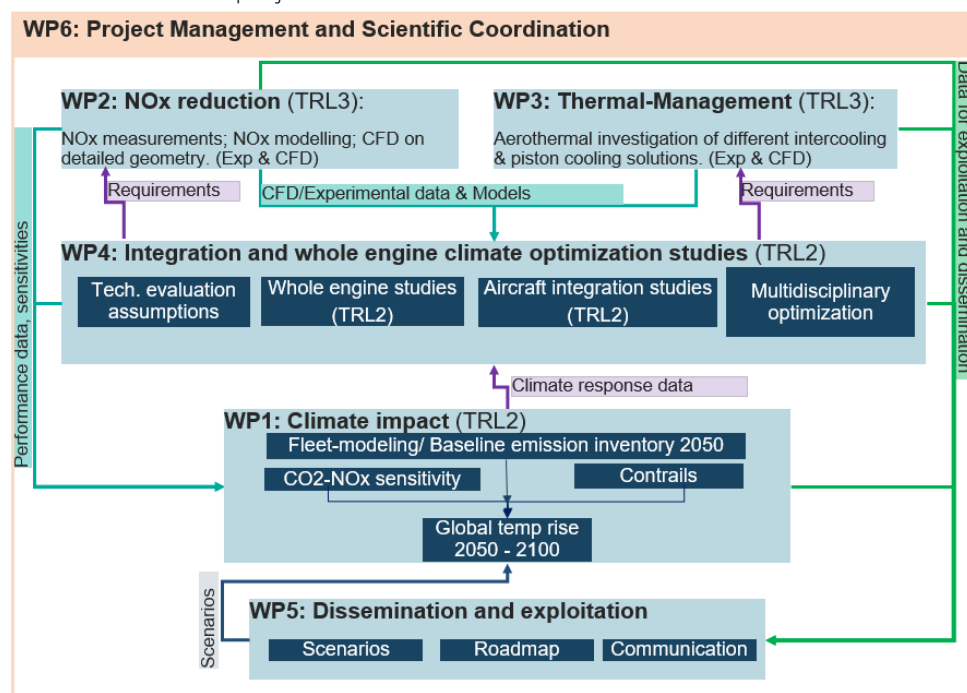 WP6: Project Management and Scientific Coordination
WP2: NOx reduction (TRL3):
NOx measurements; NOx modelling; CFD on
detailed geometry. (Exp & CFD)
WP3: Thermal-Management (TRL3):
Aerothermal investigation of different intercooling
& piston cooling solutions. (Exp & CFD)
Requirements
CFD/Experimental data & Models
Requirements
WP4: Integration and whole engine climate optimization studies (TRL2)
Tech. evaluation
assumptions
Whole engine studies
(TRL2)
Aircraft integration studies
(TRL2)
Multidisciplinary
optimization
Performance data, sensitivities
Data for exploitation and dissemination
Climate response data
WP1: Climate impact (TRL2)
Fleet-modeling/ Baseline emission inventory 2050
CO2-NOx sensitivity
Contrails
Global temp rise
2050 - 2100
Scenarios
WP5: Dissemination and exploitation
Scenarios
Roadmap
Communication